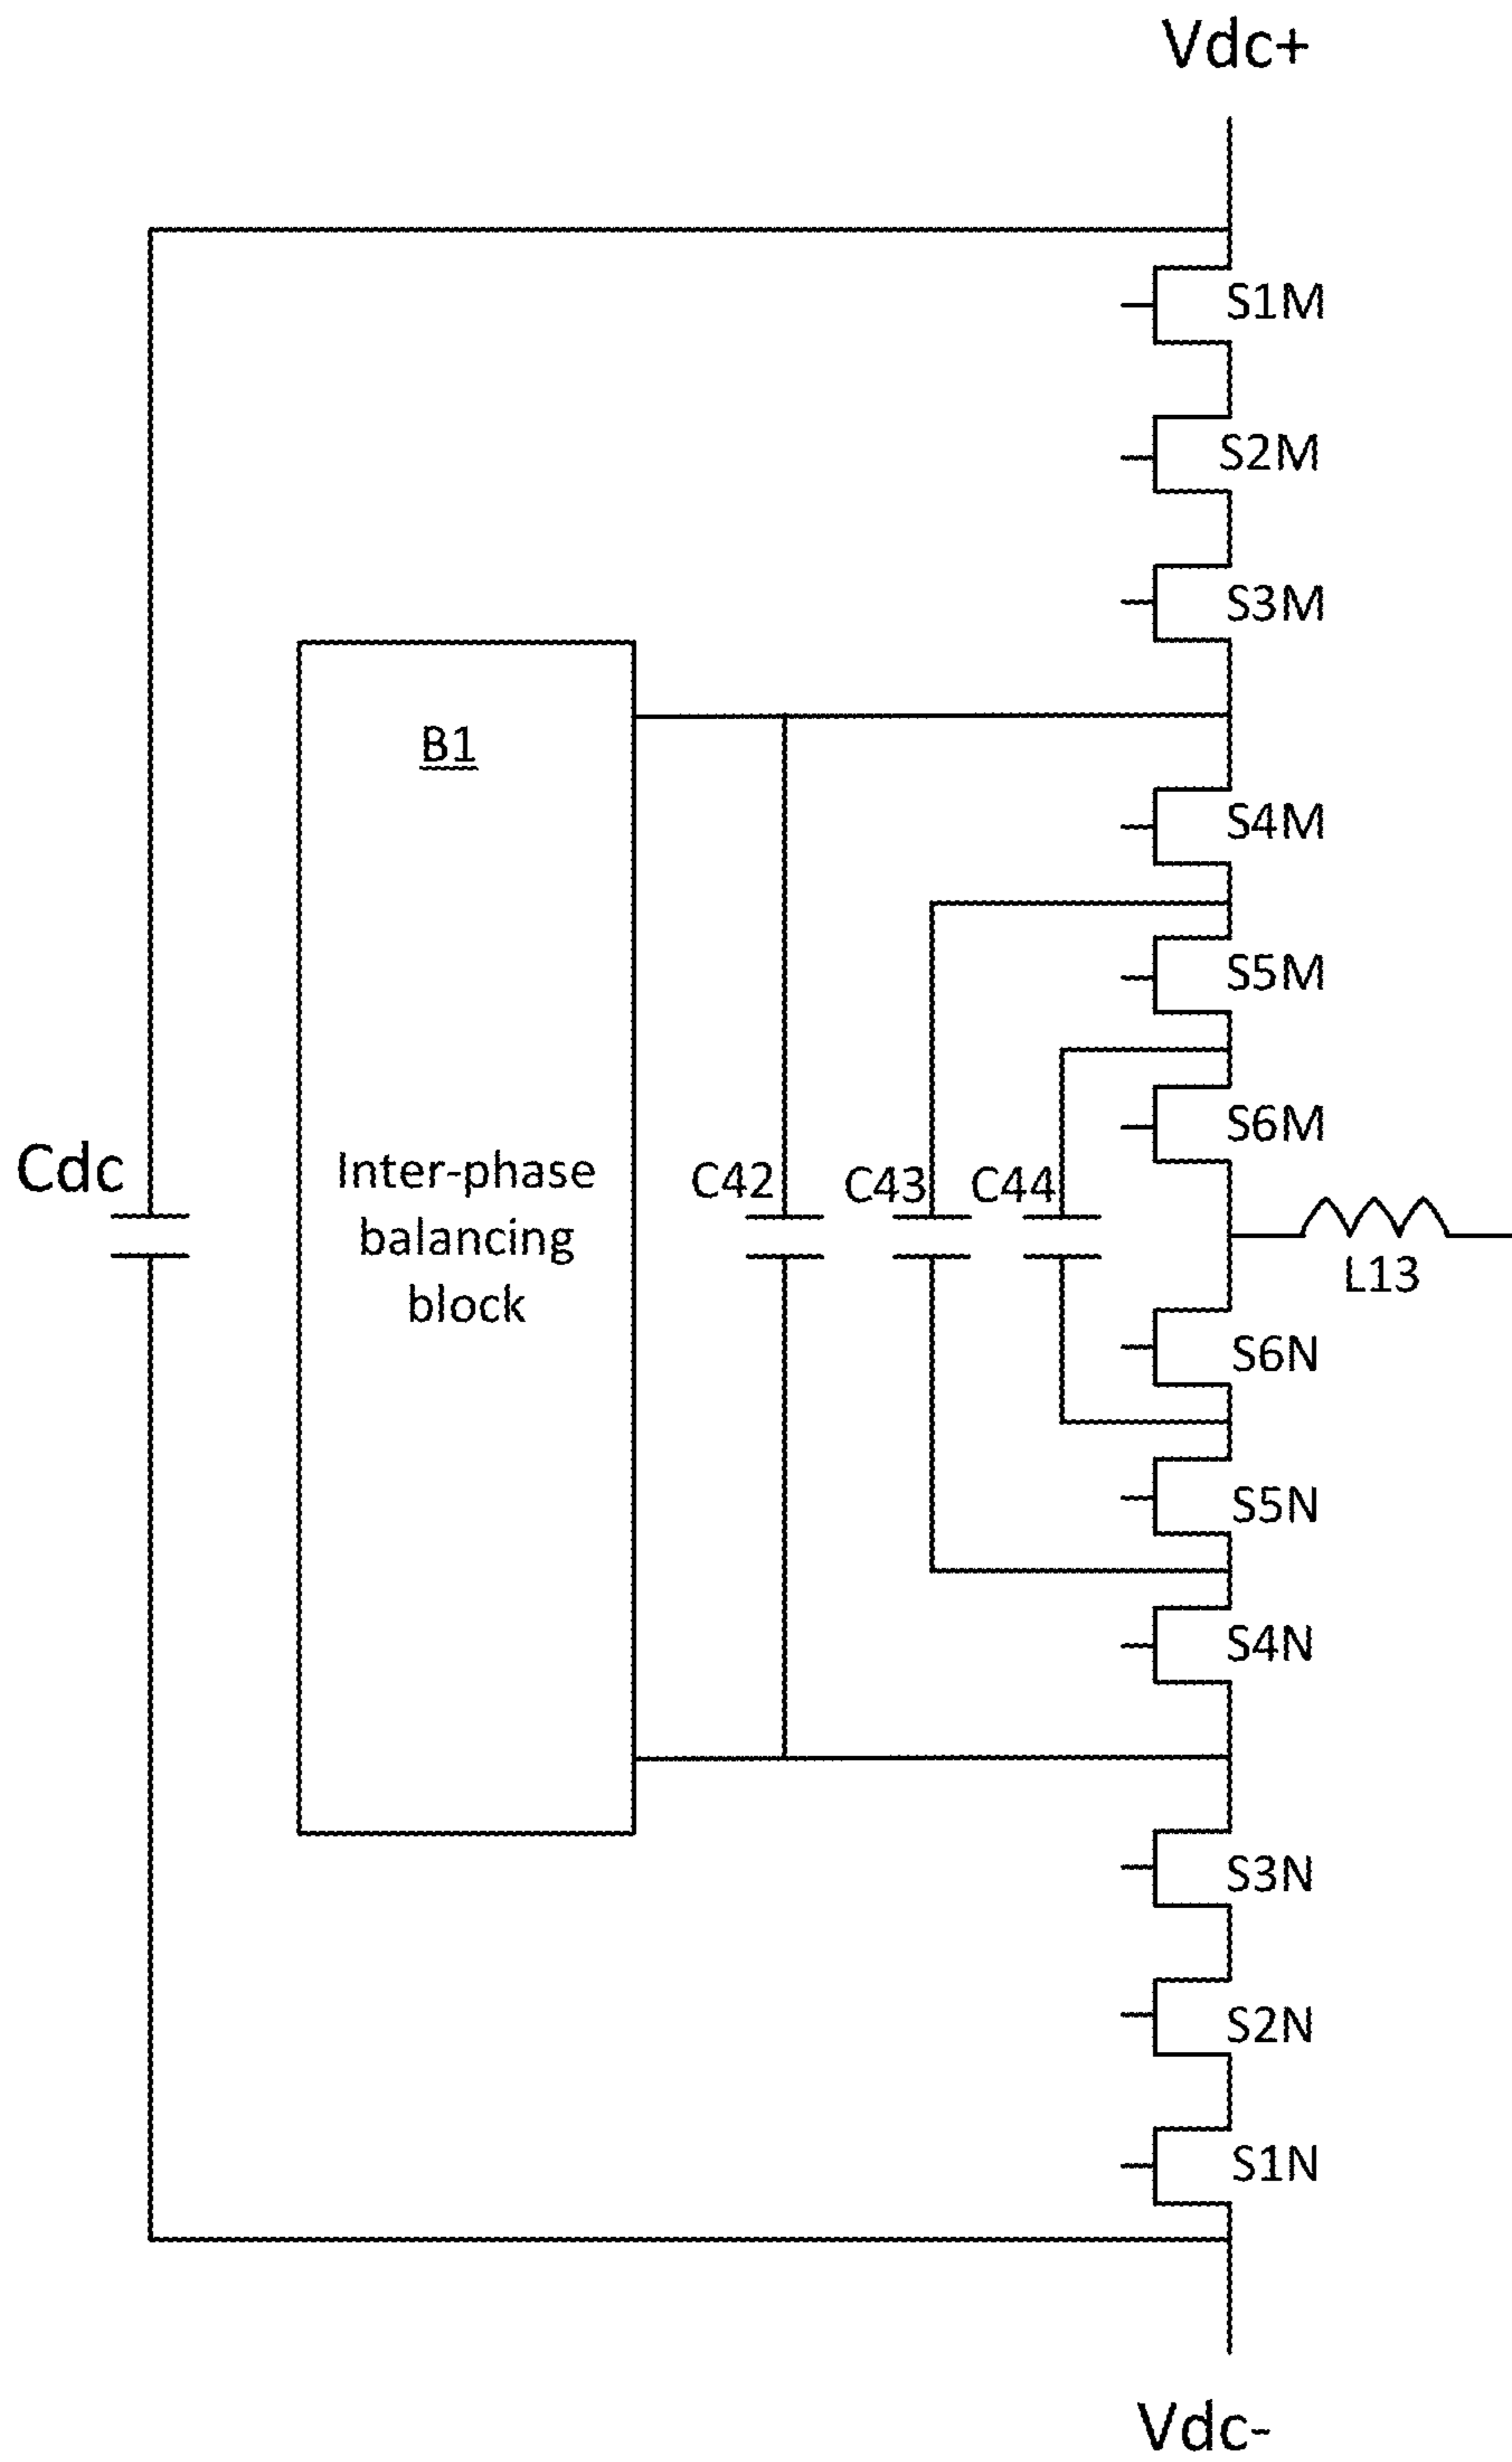 Vdc+
S1M
S2M
S3M
B1
S4M
S5M
S6M
Cdc
Inter-phase
balancing
block
C42
C43
C44
L13
S6N
S5N
S4N
S3N
S2N
S1N
Vdc-